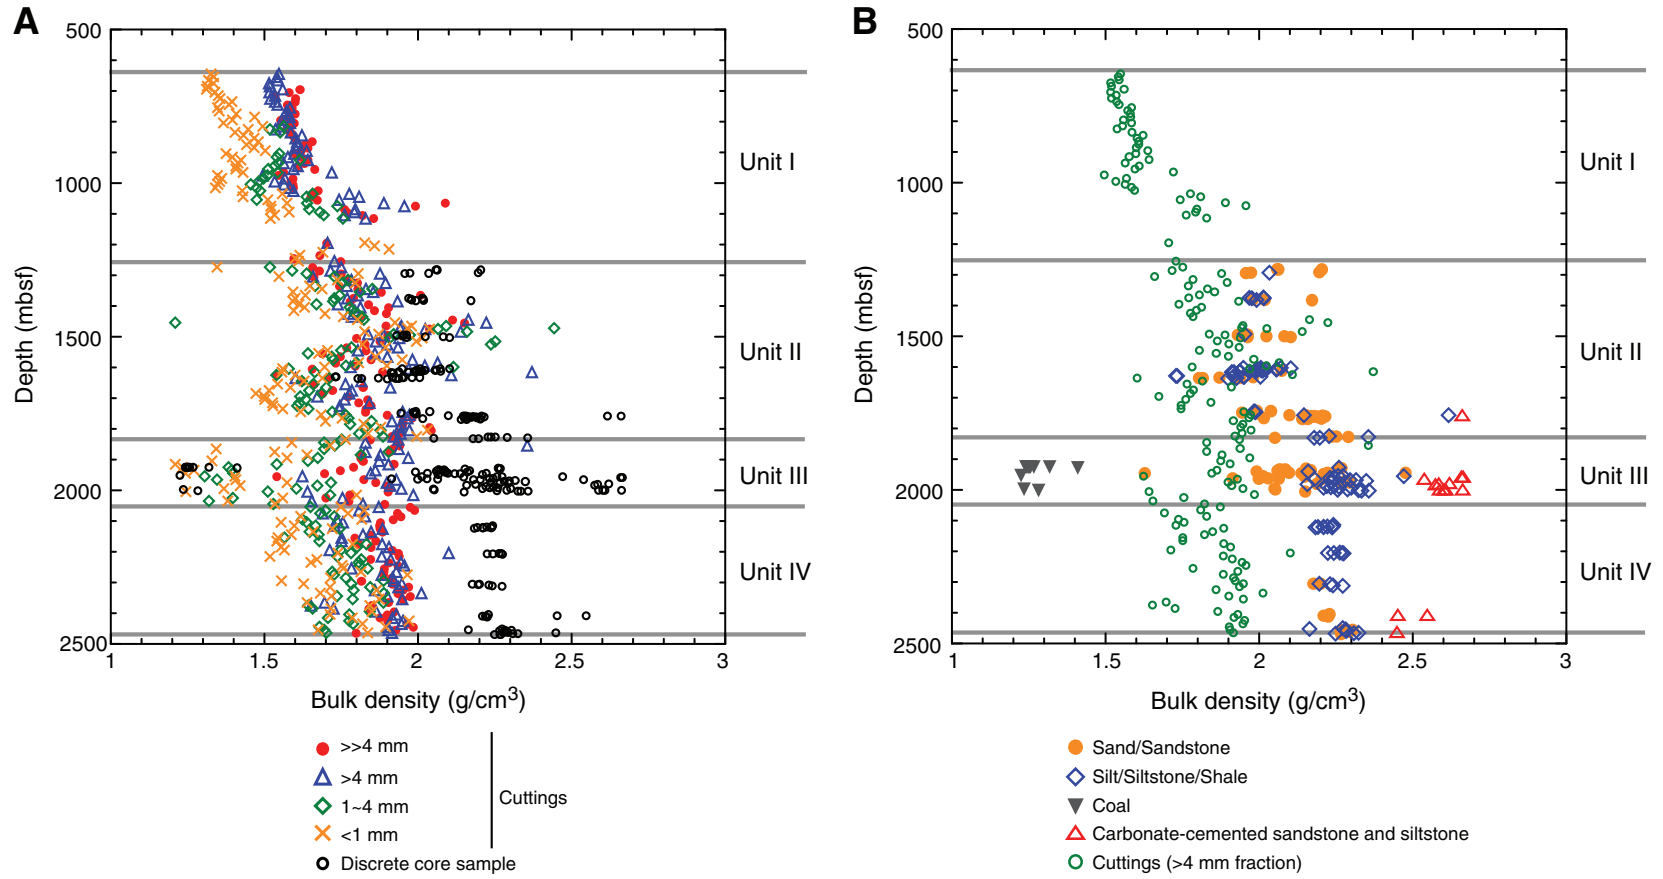 A
500
1000
1500
2000
2500
Depth (mbsf)
1
1.5
2
2.5
3
Bulk density (g/cm³)
Unit I
Unit II
Unit III
Unit IV
>>4 mm
>4 mm
1~4 mm
<1 mm
Discrete core sample
Cuttings
B
500
1000
1500
2000
2500
Depth (mbsf)
1
1.5
2
2.5
3
Bulk density (g/cm³)
Unit I
Unit II
Unit III
Unit IV
Sand/Sandstone
Silt/Siltstone/Shale
Coal
Carbonate-cemented sandstone and siltstone
Cuttings (>4 mm fraction)